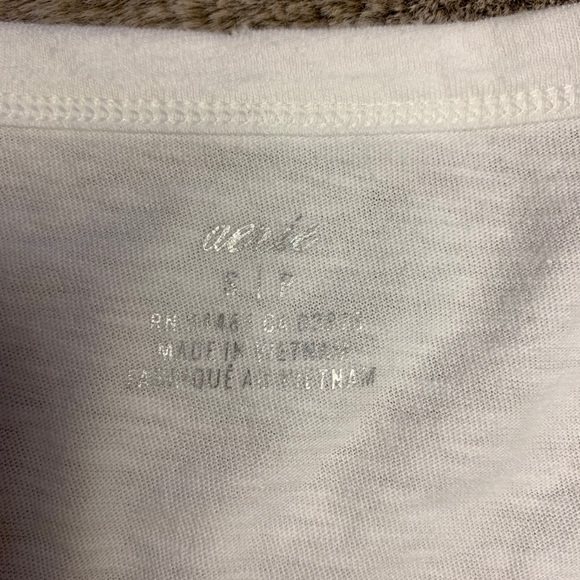 aerie
S / P
MADE IN VIETNAM
FABRIQUÉ AU VIETNAM